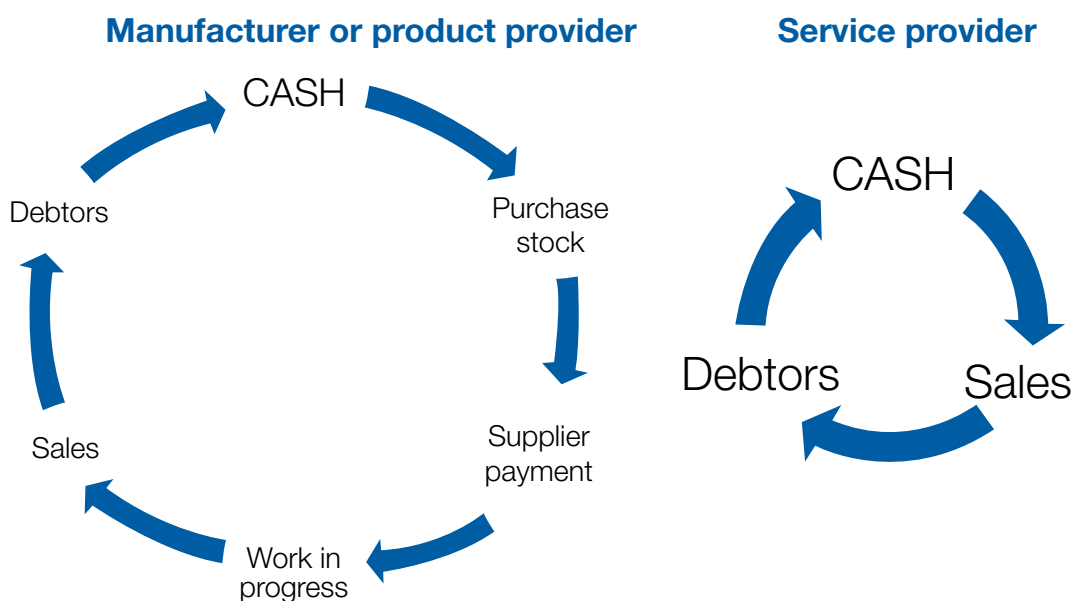 Manufacturer or product provider
CASH
Purchase
stock
Supplier
payment
Work in
progress
Sales
Debtors
Service provider
CASH
Sales
Debtors